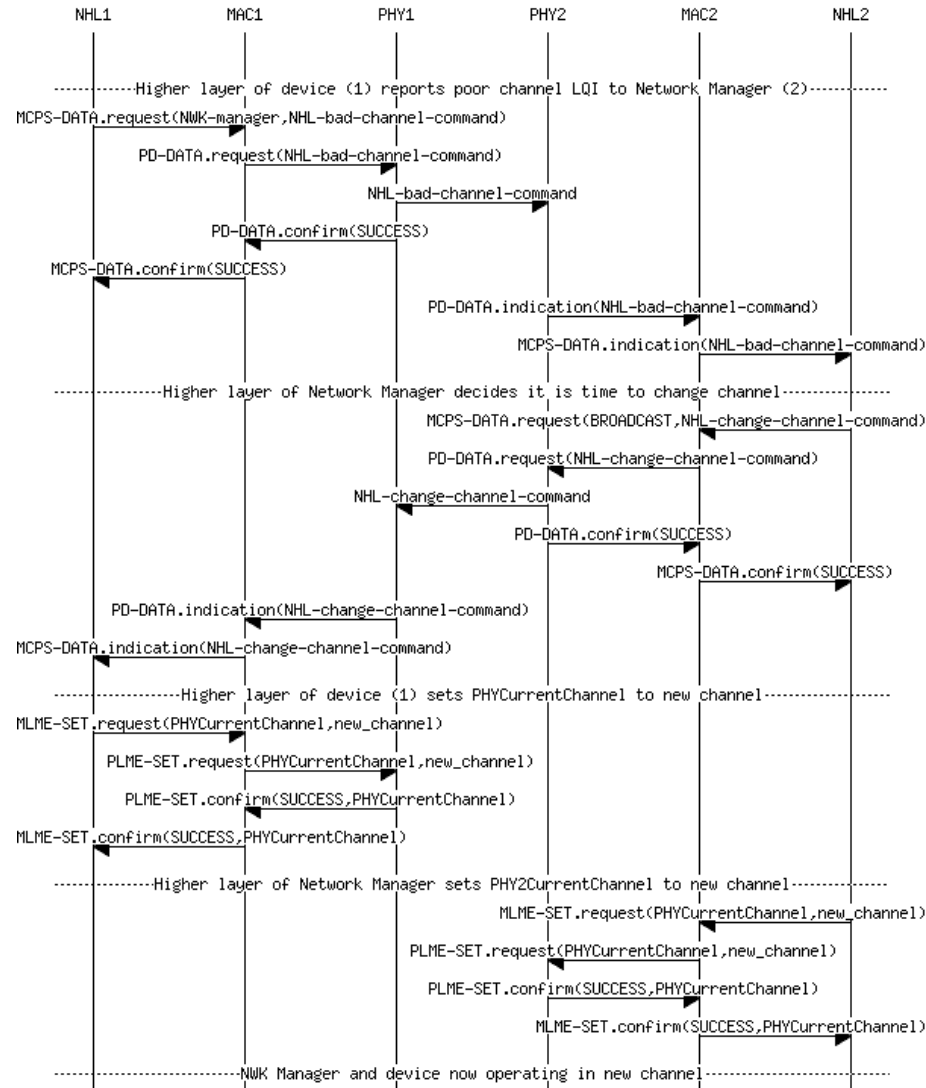 NHL1 MAC1 PHY1 PHY2 MAC2 NHL2
Higher layer of device (1) reports poor channel LQI to Network Manager (2)
MCPS-DATA.request(NWK-manager,NHL-bad-channel-command)
PD-DATA.request(NHL-bad-channel-command)
NHL-bad-channel-command
PD-DATA.confirm(SUCCESS)
MCPS-DATA.confirm(SUCCESS)
PD-DATA.indication(NHL-bad-channel-command)
MCPS-DATA.indication(NHL-bad-channel-command)
Higher layer of Network Manager decides it is time to change channel
MCPS-DATA.request(BROADCAST,NHL-change-channel-command)
PD-DATA.request(NHL-change-channel-command)
NHL-change-channel-command
PD-DATA.confirm(SUCCESS)
MCPS-DATA.confirm(SUCCESS)
PD-DATA.indication(NHL-change-channel-command)
MCPS-DATA.indication(NHL-change-channel-command)
Higher layer of device (1) sets PHYCurrentChannel to new channel
MLME-SET.request(PHYCurrentChannel,new_channel)
PLME-SET.request(PHYCurrentChannel,new_channel)
PLME-SET.confirm(SUCCESS,PHYCurrentChannel)
MLME-SET.confirm(SUCCESS,PHYCurrentChannel)
Higher layer of Network Manager sets PHY2CurrentChannel to new channel
MLME-SET.request(PHYCurrentChannel,new_channel)
PLME-SET.request(PHYCurrentChannel,new_channel)
PLME-SET.confirm(SUCCESS,PHYCurrentChannel)
MLME-SET.confirm(SUCCESS,PHYCurrentChannel)
NWK Manager and device now operating in new channel